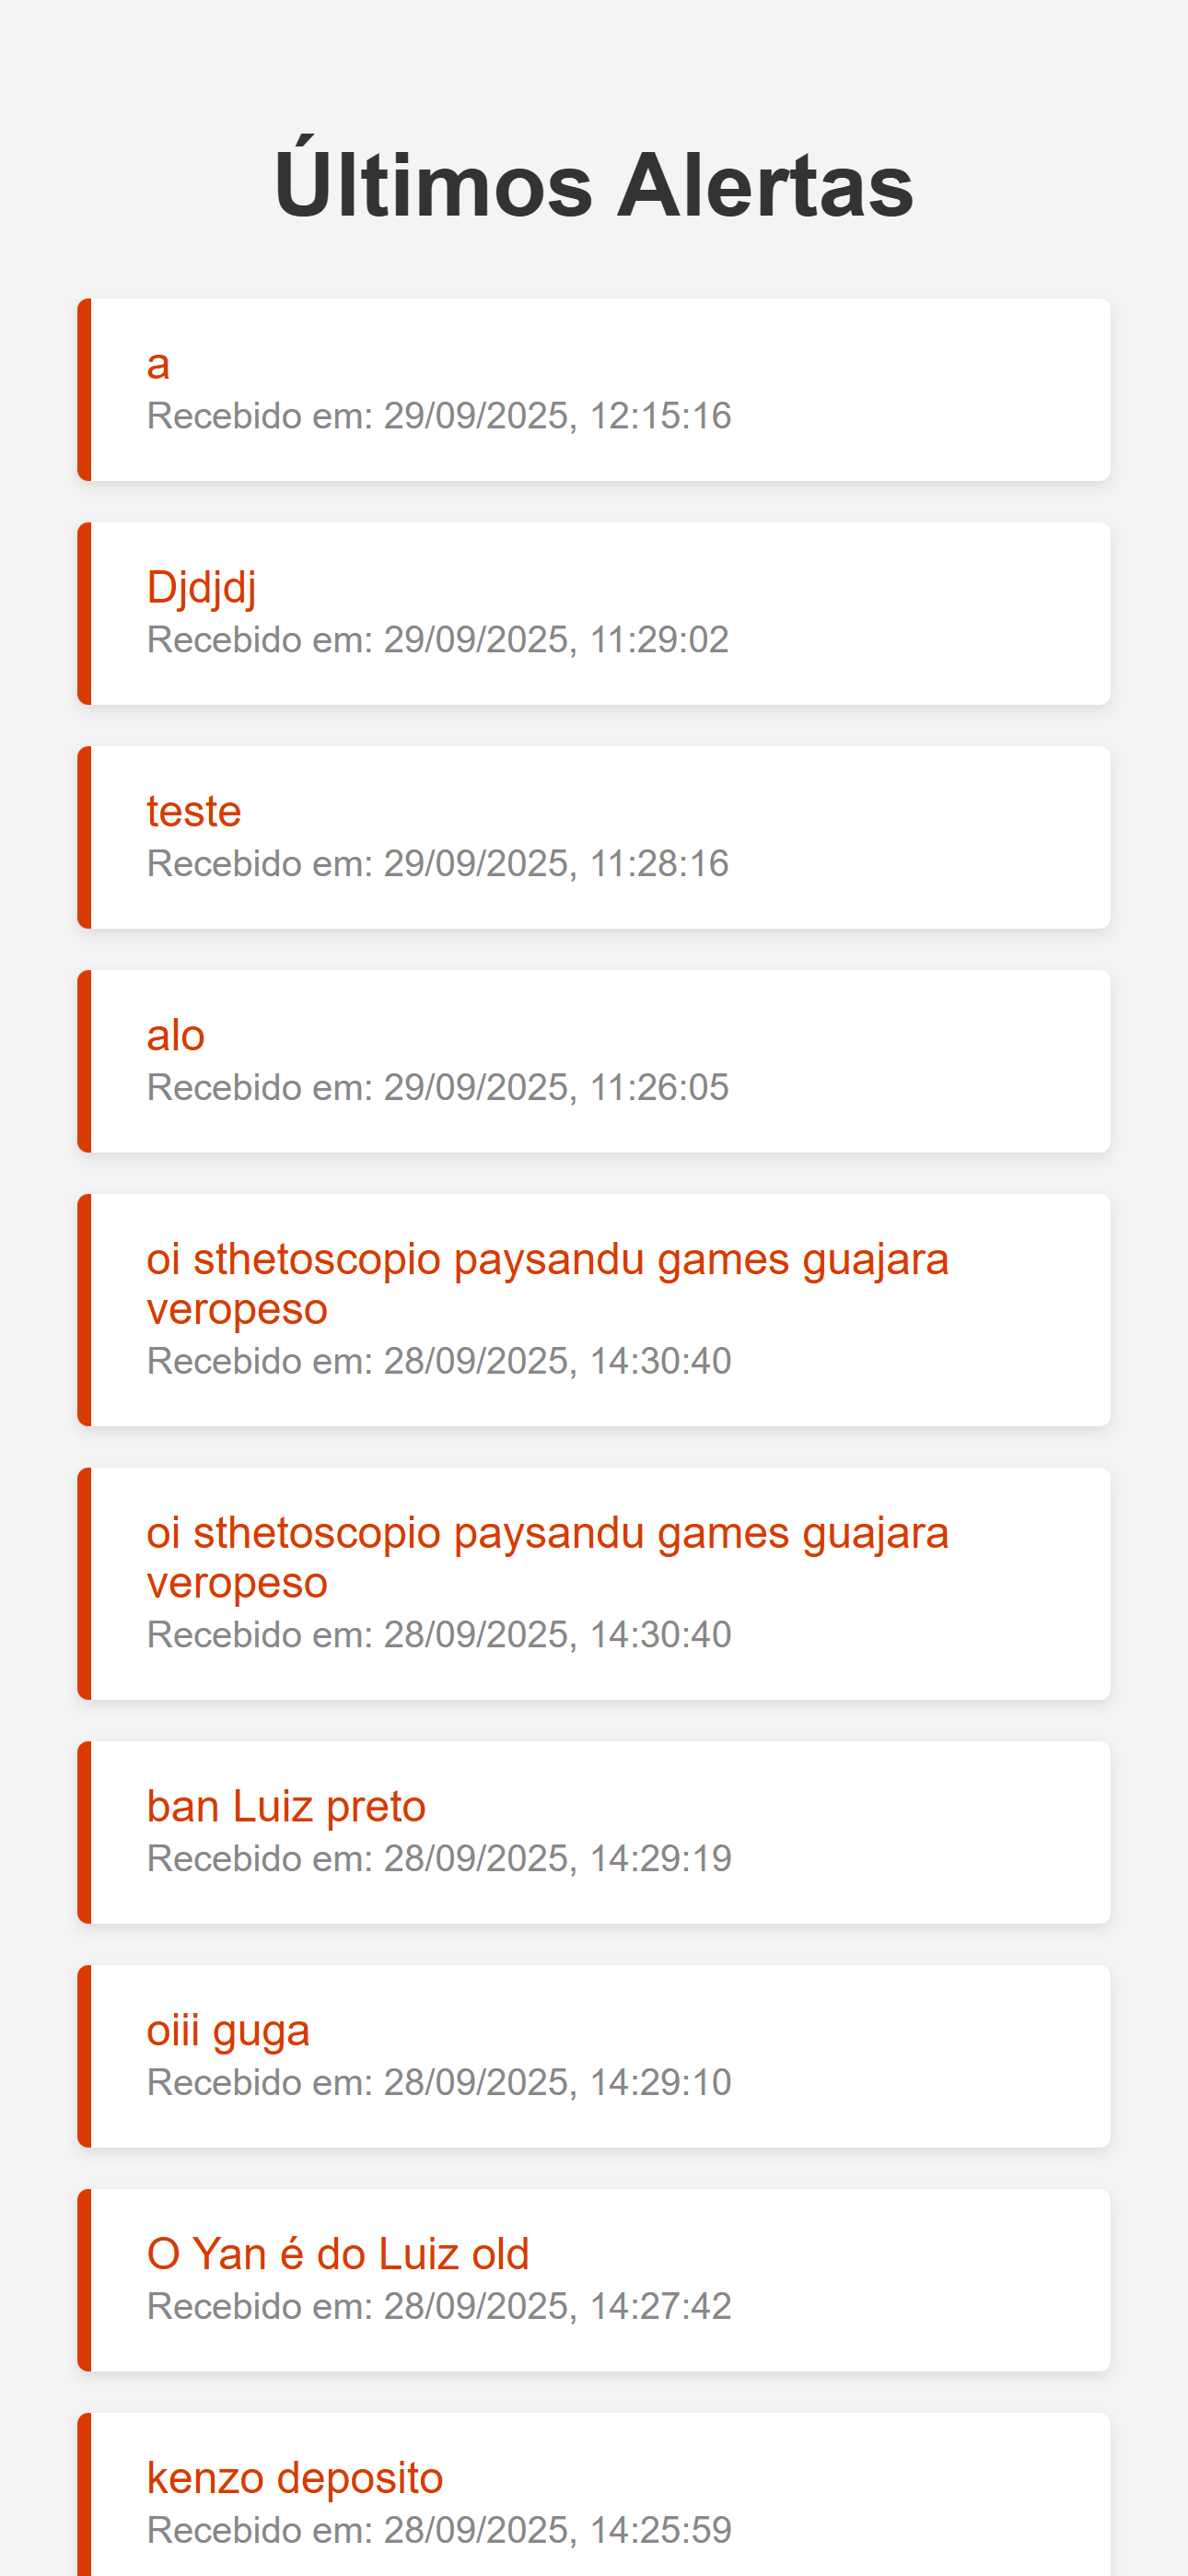 Últimos Alertas
a
Recebido em: 29/09/2025, 12:15:16
Djdjdj
Recebido em: 29/09/2025, 11:29:02
teste
Recebido em: 29/09/2025, 11:28:16
alo
Recebido em: 29/09/2025, 11:26:05
oi sthetoscopio paysandu games guajara
veropeso
Recebido em: 28/09/2025, 14:30:40
oi sthetoscopio paysandu games guajara
veropeso
Recebido em: 28/09/2025, 14:30:40
ban Luiz preto
Recebido em: 28/09/2025, 14:29:19
oiii guga
Recebido em: 28/09/2025, 14:29:10
O Yan é do Luiz old
Recebido em: 28/09/2025, 14:27:42
kenzo deposito
Recebido em: 28/09/2025, 14:25:59